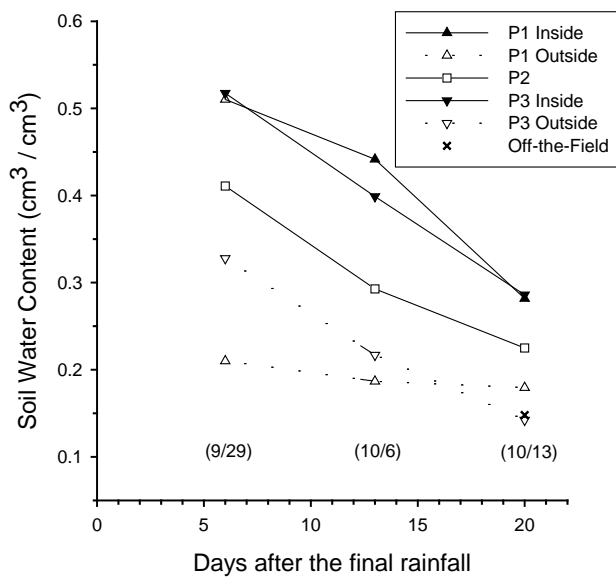 0.6
0.5
0.4
0.3
0.2
0.1
Soil Water Content (cm3 / cm3)
P1 Inside
P1 Outside
P2
P3 Inside
P3 Outside
Off-the-Field
(9/29) (10/6) (10/13)
0 5 10 15 20
Days after the final rainfall